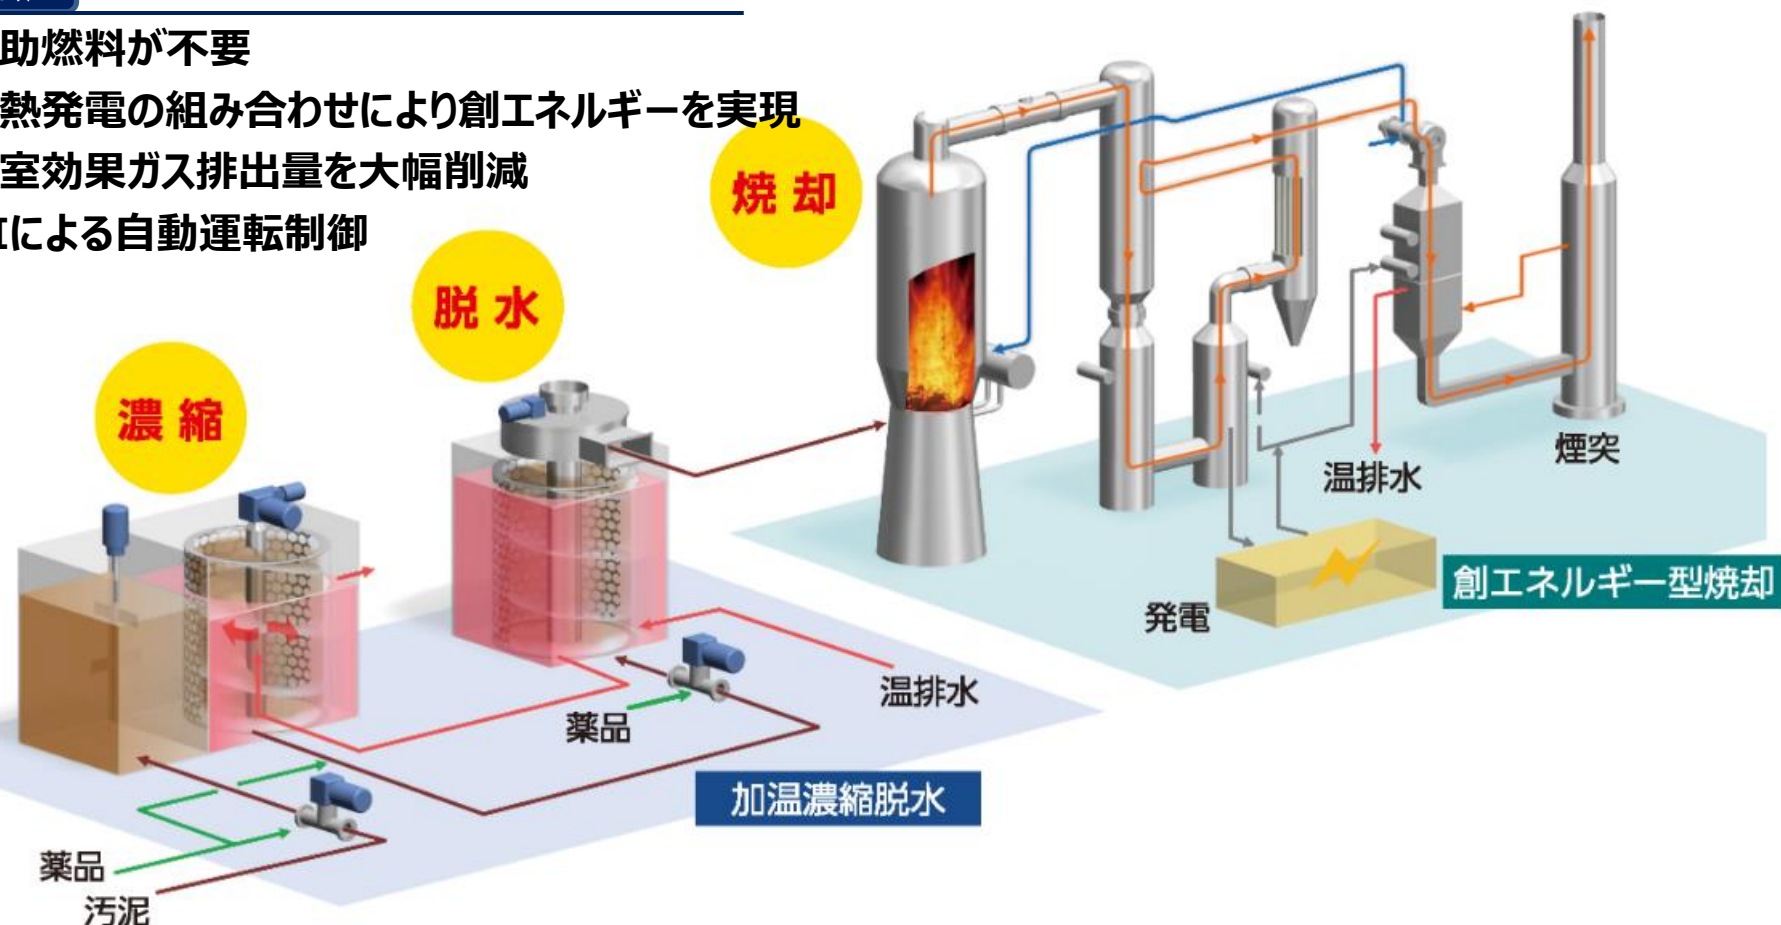 助燃料が不要
熱発電の組み合わせにより創エネルギーを実現
室効果ガス排出量を大幅削減
による自動運転制御
焼却
脱水
濃縮
煙突
温排水
創エネルギー型焼却
発電
温排水
薬品
加温濃縮脱水
薬品
汚泥